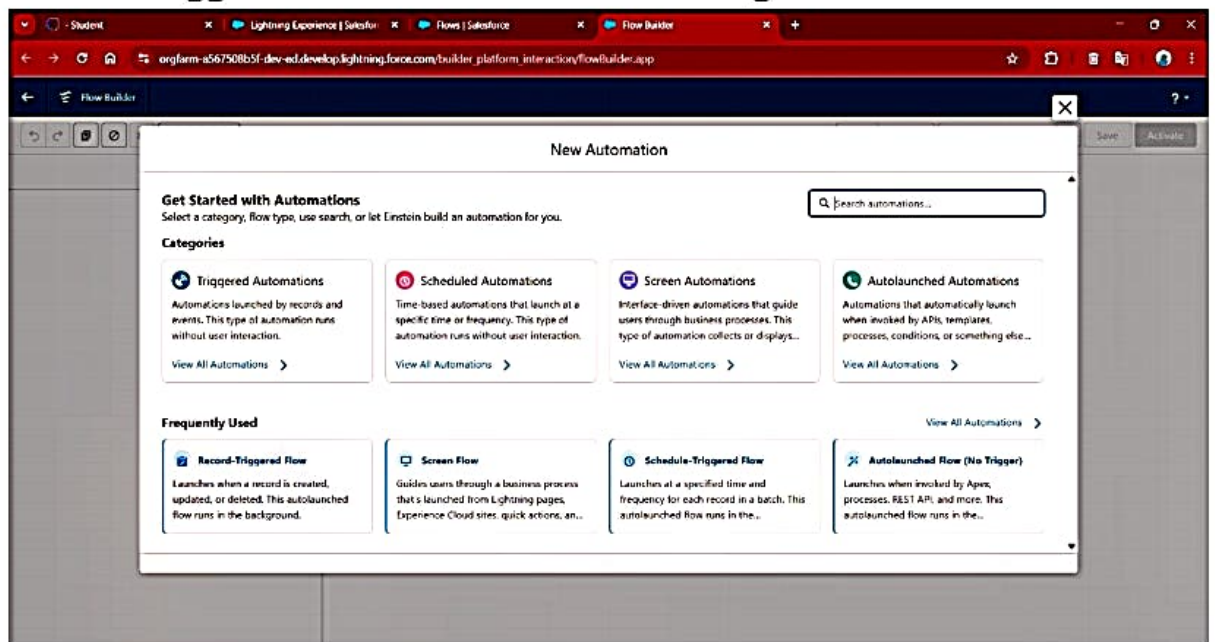 - Student
Lightning Experience | Salesfor
Flows | Salesforce
Flow Builder
orgfarm-a567508b5f-dev-ed.develop.lightning.force.com/builder_platform_interaction/flowBuilder.app
Flow Builder
?
Save
Activate
New Automation
Get Started with Automations
Select a category, flow type, use search, or let Einstein build an automation for you.
Search automations...
Categories
Triggered Automations
Automations launched by records and
events. This type of automation runs
without user interaction.
View All Automations
Scheduled Automations
Time-based automations that launch at a
specific time or frequency. This type of
automation runs without user interaction.
View All Automations
Screen Automations
Interface-driven automations that guide
users through business processes. This
type of automation collects or displays...
View All Automations
Autolaunched Automations
Automations that automatically launch
when invoked by APIs, templates,
processes, conditions, or something else...
View All Automations
Frequently Used
View All Automations
Record-Triggered Flow
Launches when a record is created,
updated, or deleted. This autolaunched
flow runs in the background.
Screen Flow
Guides users through a business process
that's launched from Lightning pages,
Experience Cloud sites, quick actions, an...
Schedule-Triggered Flow
Launches at a specified time and
frequency for each record in a batch. This
autolaunched flow runs in the...
Autolaunched Flow (No Trigger)
Launches when invoked by Apex,
processes, REST API, and more. This
autolaunched flow runs in the...